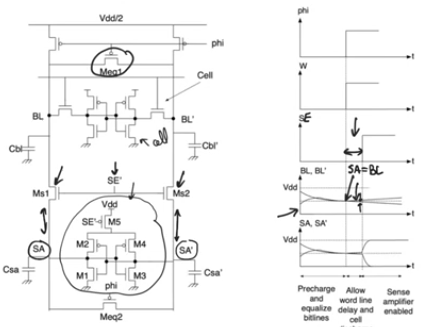 Vdd/2
phi
Meq1
Cell
BL
BL'
cell
Cbl
Cbl'
SE'
Ms1
Ms2
Vdd
SE'
M5
SA
M2
M4
SA'
M1
M3
Csa
Csa'
phi
Meq2
phi
t
W
t
SE
t
SA=BL
BL, BL'
Vdd
t
SA, SA'
Vdd
t
Precharge
and
equalize
bitlines
Allow
word line
delay and
cell
Sense
amplifier
enabled